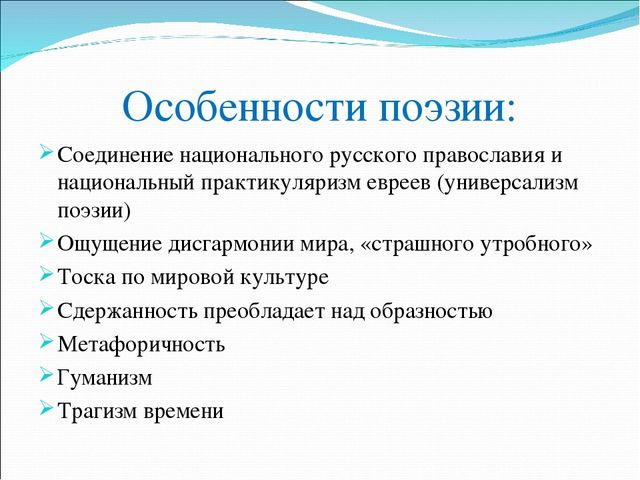 Особенности поэзии:
Соединение национального русского православия и
национальный практикуляризм евреев (универсализм
поэзии)
Ощущение дисгармонии мира, «страшного утробного»
Тоска по мировой культуре
Сдержанность преобладает над образностью
Метафоричность
Гуманизм
Трагизм времени